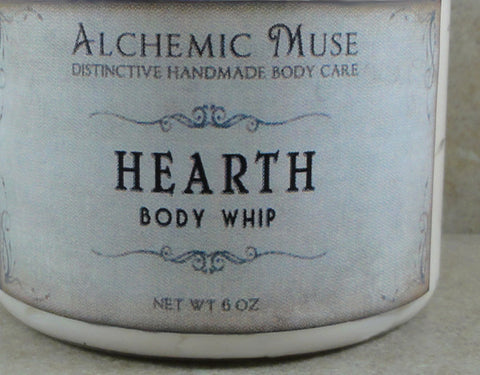 ALCHEMIC MUSE
DISTINCTIVE HANDMADE BODY CARE
HEARTH
BODY WHIP
NET WT 6 OZ